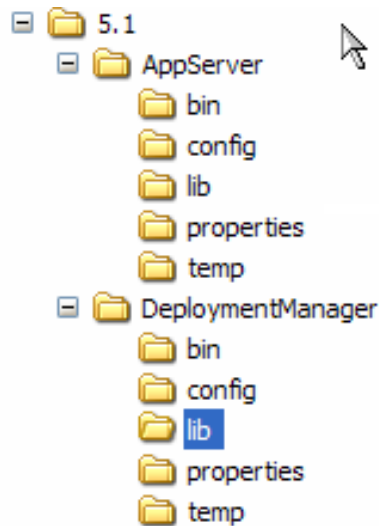 5.1
AppServer
bin
config
lib
properties
temp
DeploymentManager
bin
config
lib
properties
temp